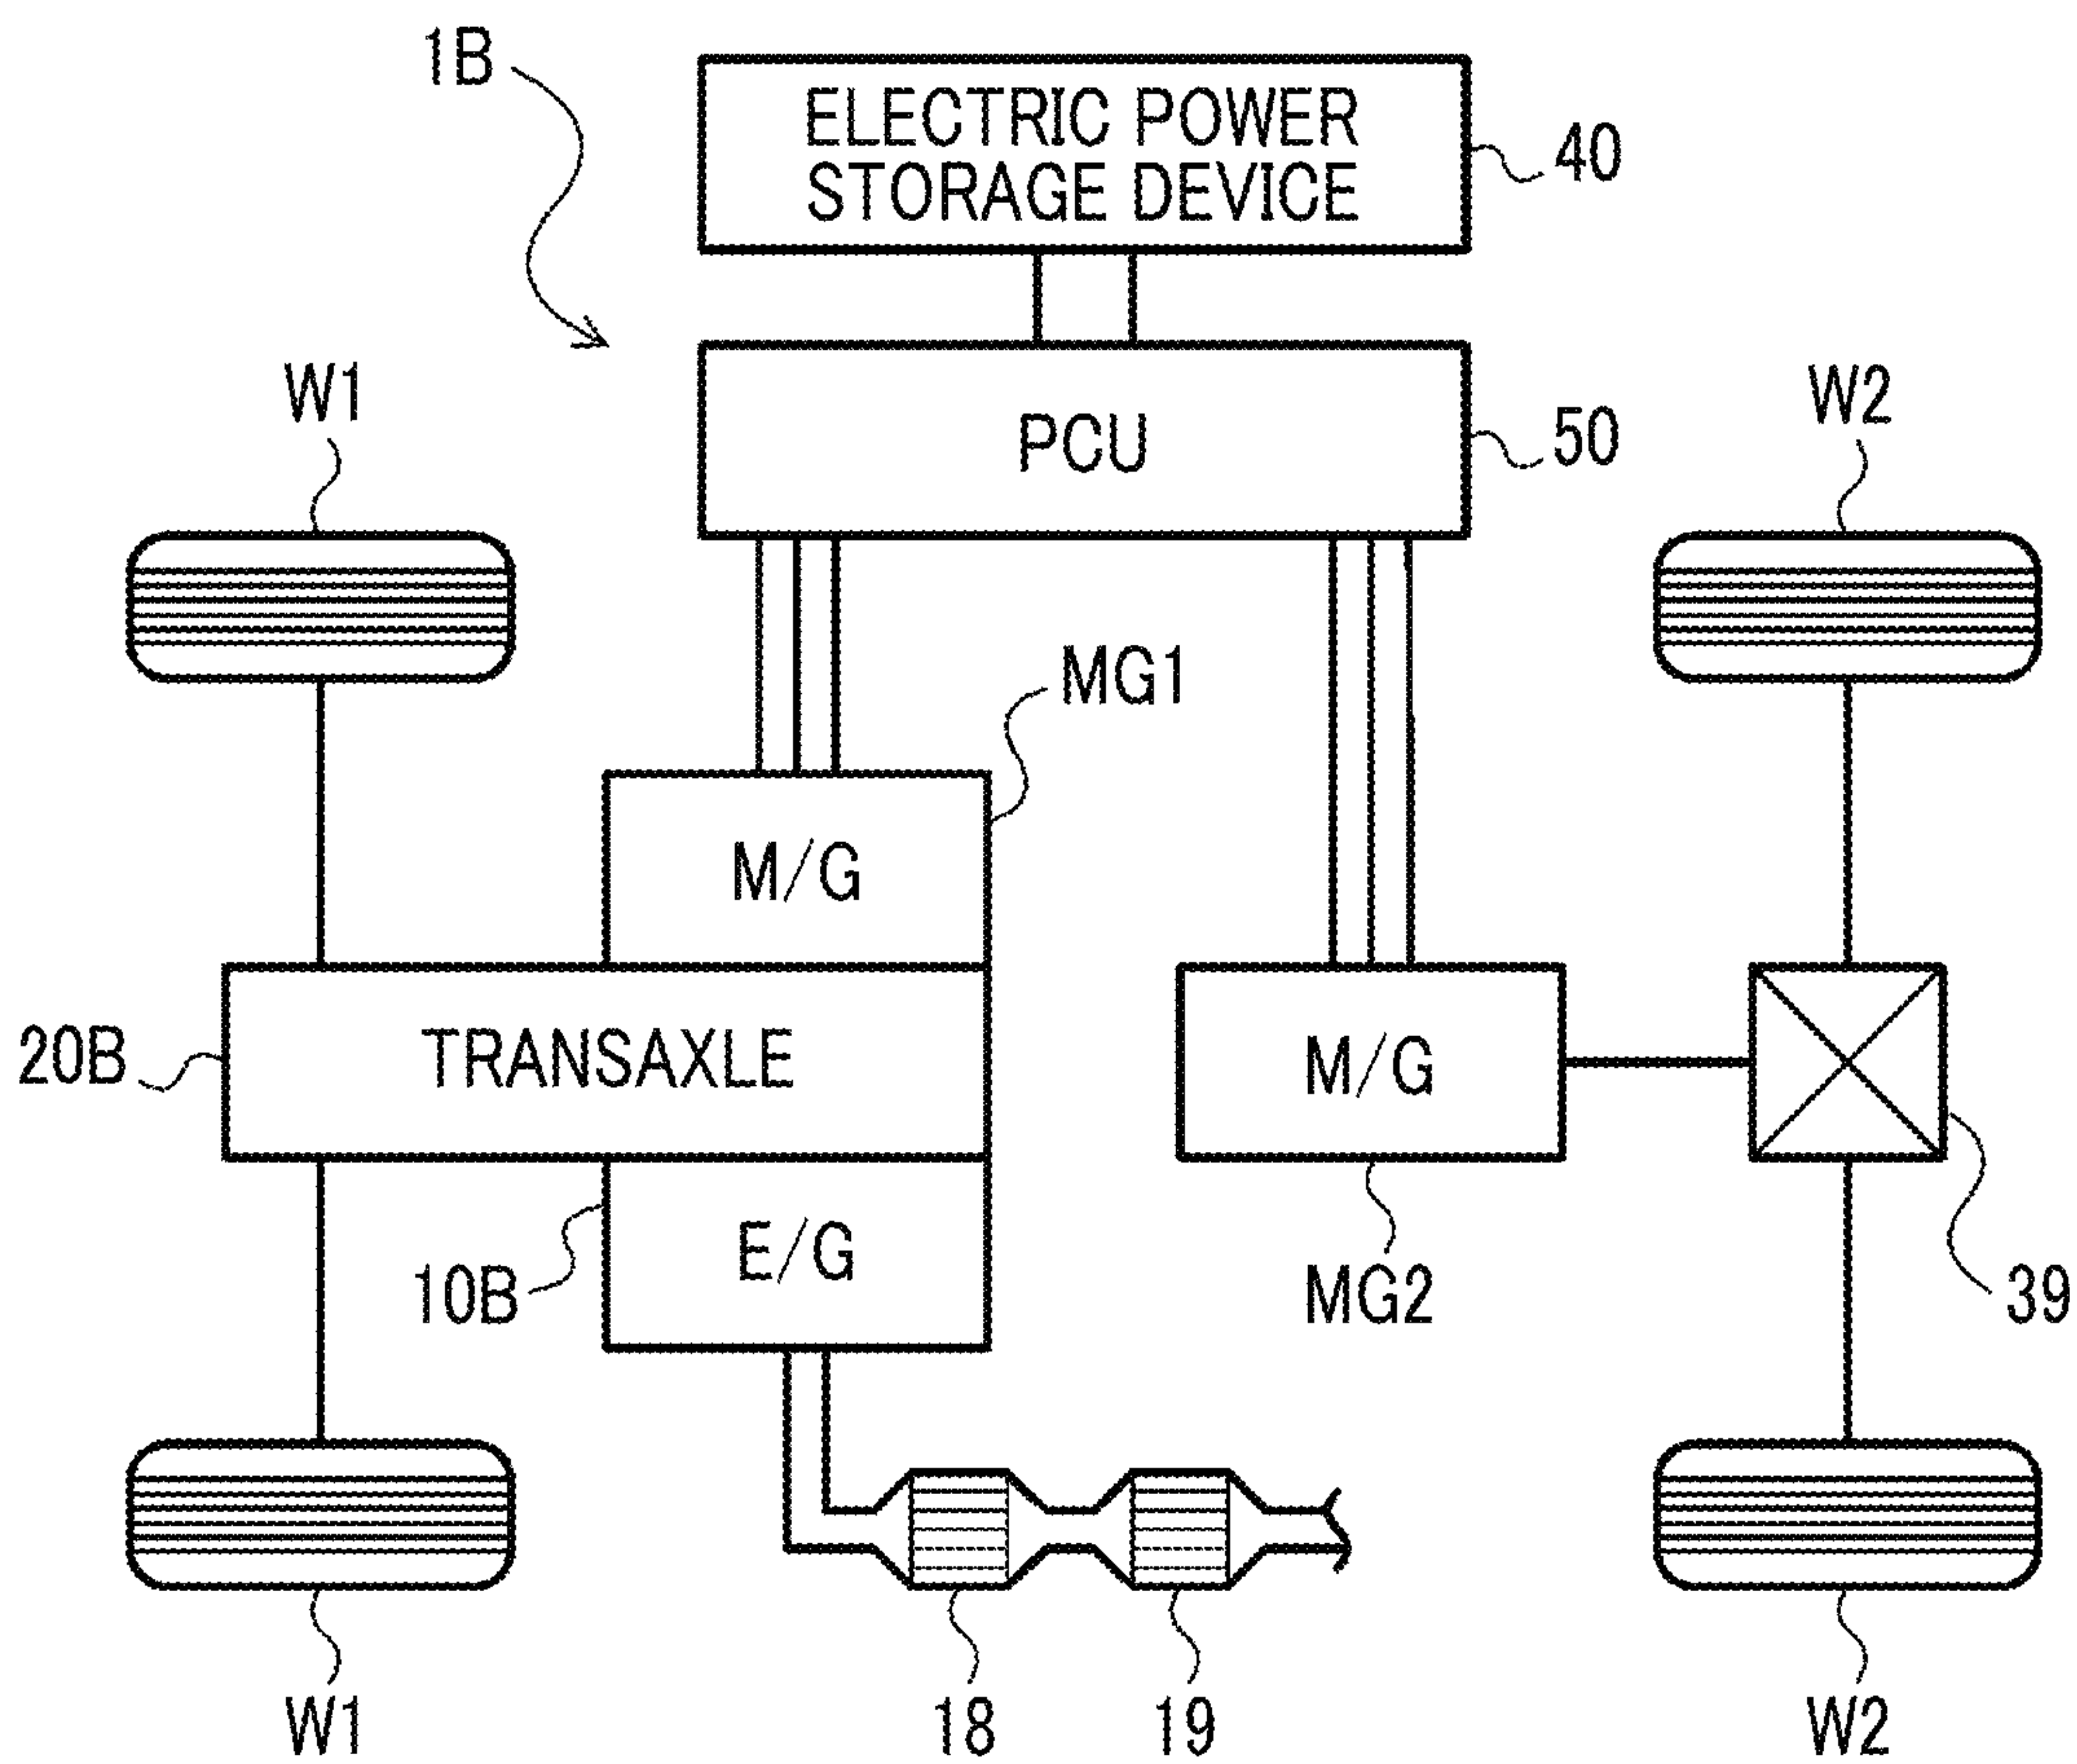 1B
ELECTRIC POWER
STORAGE DEVICE
40
W1
PCU
50
W2
MG1
M/G
20B
TRANSAXLE
M/G
10B
E/G
MG2
39
W1
18
19
W2